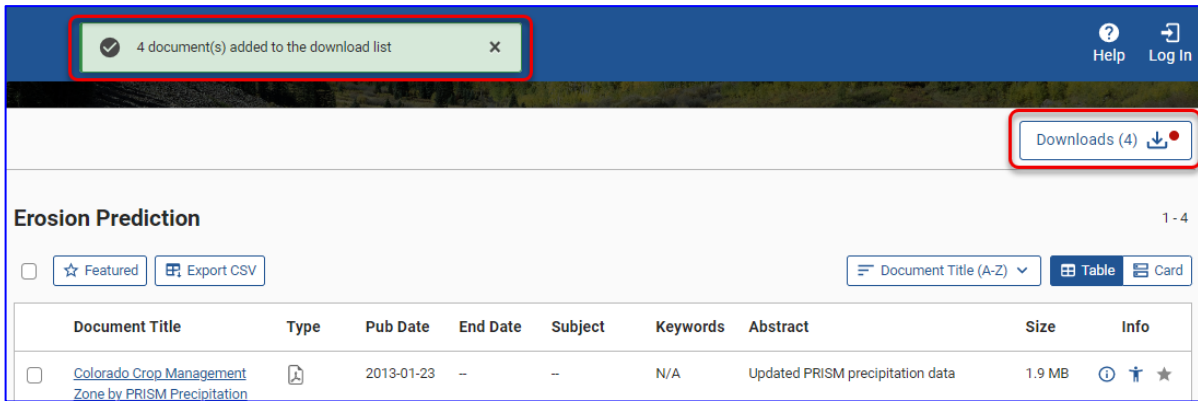 4 document(s) added to the download list
Help Log In
Downloads (4)
Erosion Prediction
1 - 4
Featured Export CSV Document Title (A-Z) Table Card
Document Title Type Pub Date End Date Subject Keywords Abstract Size Info
Colorado Crop Management 2013-01-23 -- -- N/A Updated PRISM precipitation data 1.9 MB
Zone by PRISM Precipitation